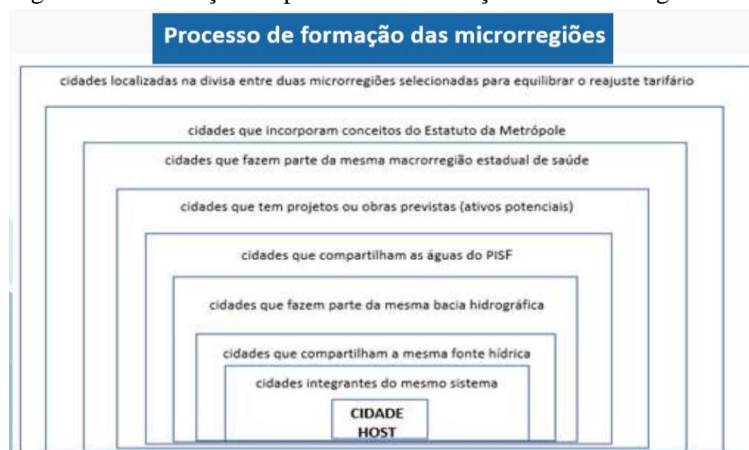 Processo de formação das microrregiões
cidades localizadas na divisa entre duas microrregiões selecionadas para equilibrar o reajuste tarifário
cidades que incorporam conceitos do Estatuto da Metrópole
cidades que fazem parte da mesma macrorregião estadual de saúde
cidades que tem projetos ou obras previstas (ativos potenciais)
cidades que compartilham as águas do PISF
cidades que fazem parte da mesma bacia hidrográfica
cidades que compartilham a mesma fonte hídrica
cidades integrantes do mesmo sistema
CIDADE
HOST